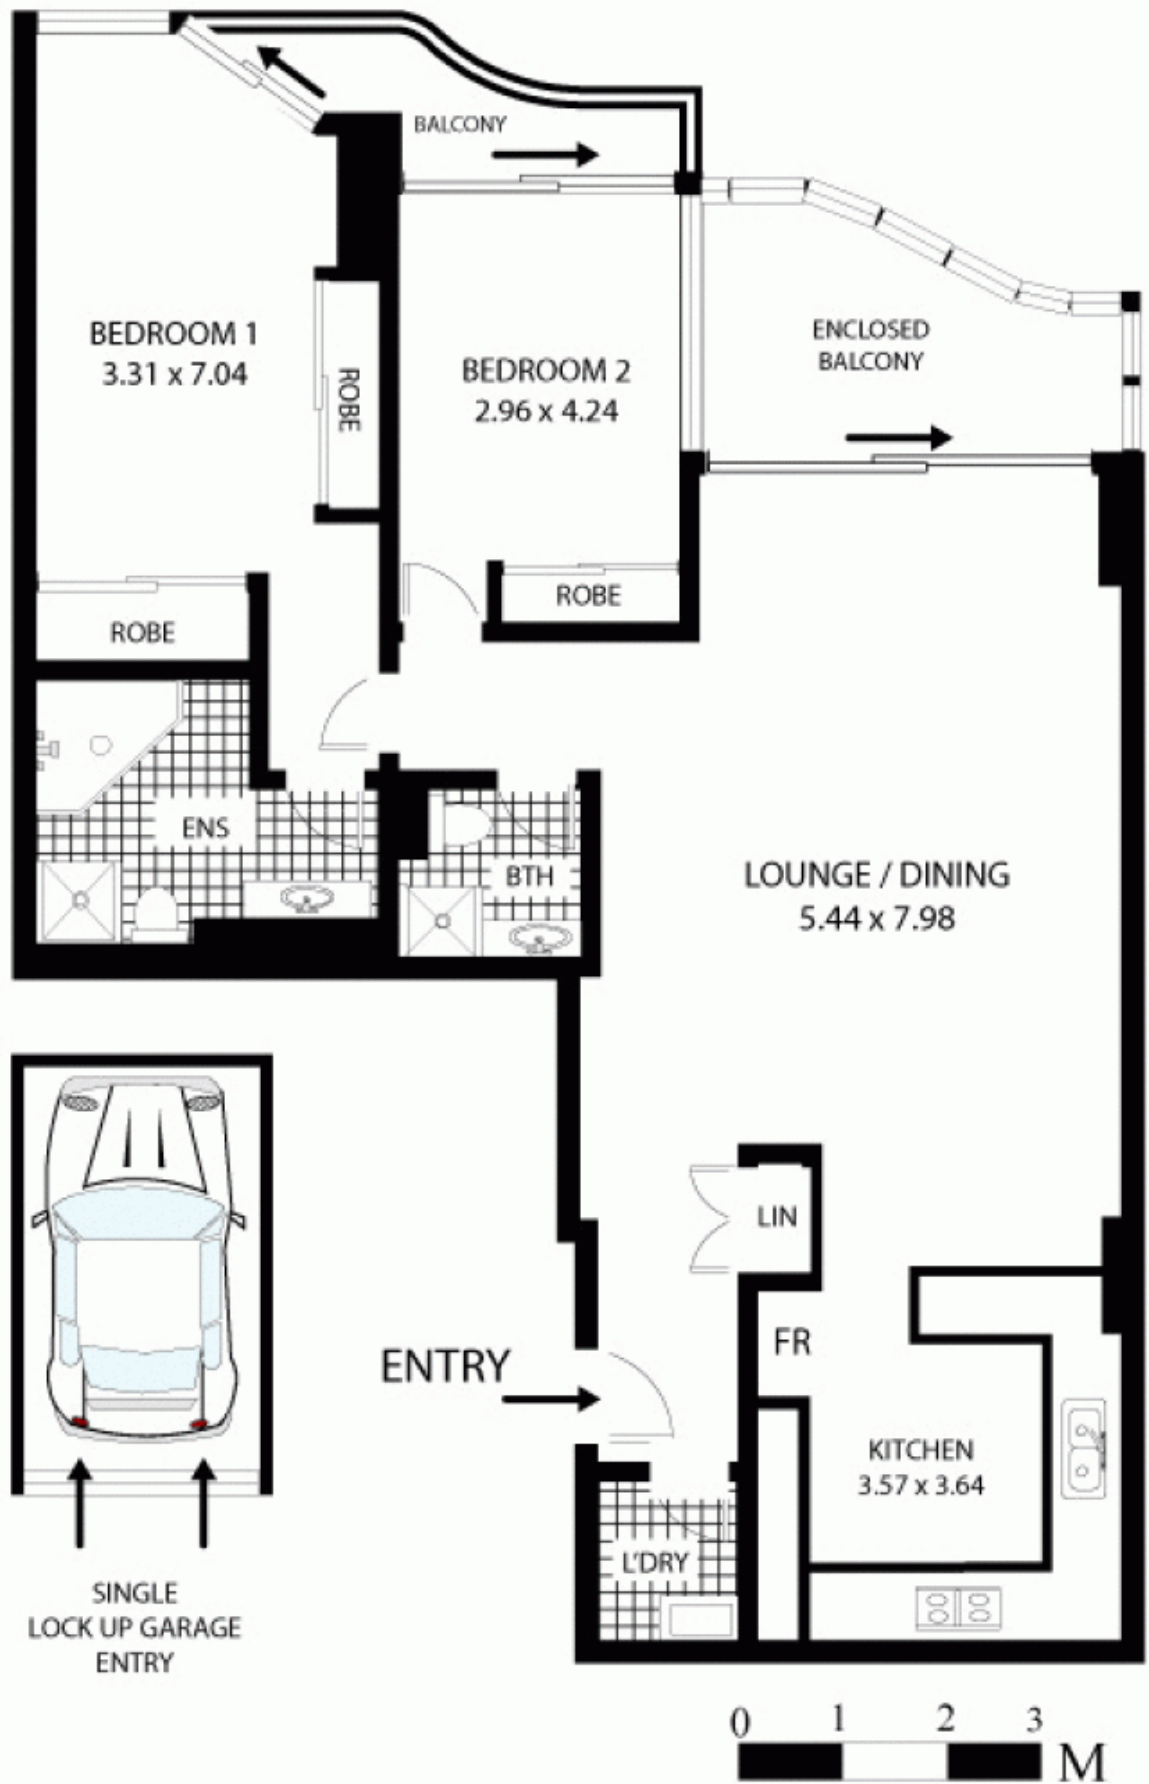 BALCONY
BEDROOM 1
3.31 x 7.04
ROBE
BEDROOM 2
2.96 x 4.24
ENCLOSED
BALCONY
ROBE
ROBE
ENS
BTH
LOUNGE / DINING
5.44 x 7.98
LIN
FR
ENTRY
KITCHEN
3.57 x 3.64
L'DRY
SINGLE
LOCK UP GARAGE
ENTRY
0 1 2 3
M